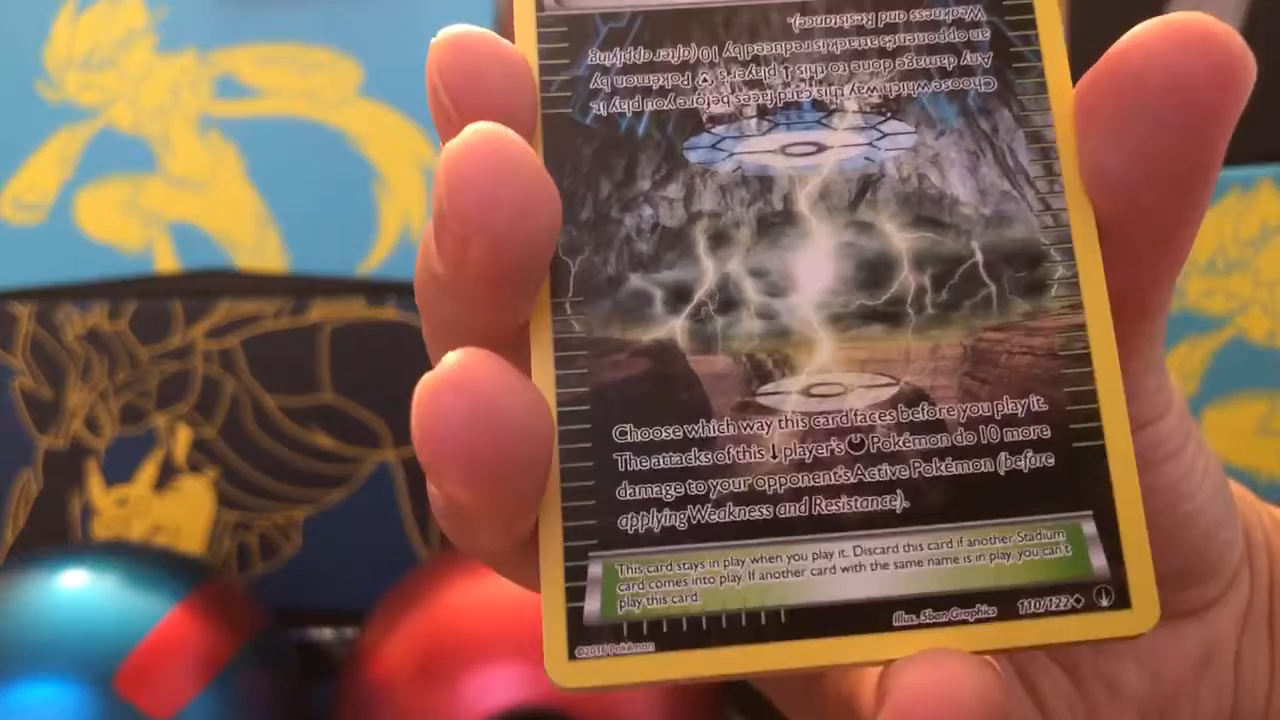 Choose which way this card faces before you play it.
Any damage done to this ↓ player's Pokémon by
an opponent's attack is reduced by 10 (after applying
Weakness and Resistance).
Choose which way this card faces before you play it.
The attacks of this ↓ player's Pokémon do 10 more
damage to your opponent's Active Pokémon (before
applying Weakness and Resistance).
This card stays in play when you play it. Discard this card if another Stadium
card comes into play. If another card with the same name is in play, you can't
play this card.
Illus. 5ban Graphics 110/122
©2016 Pokémon